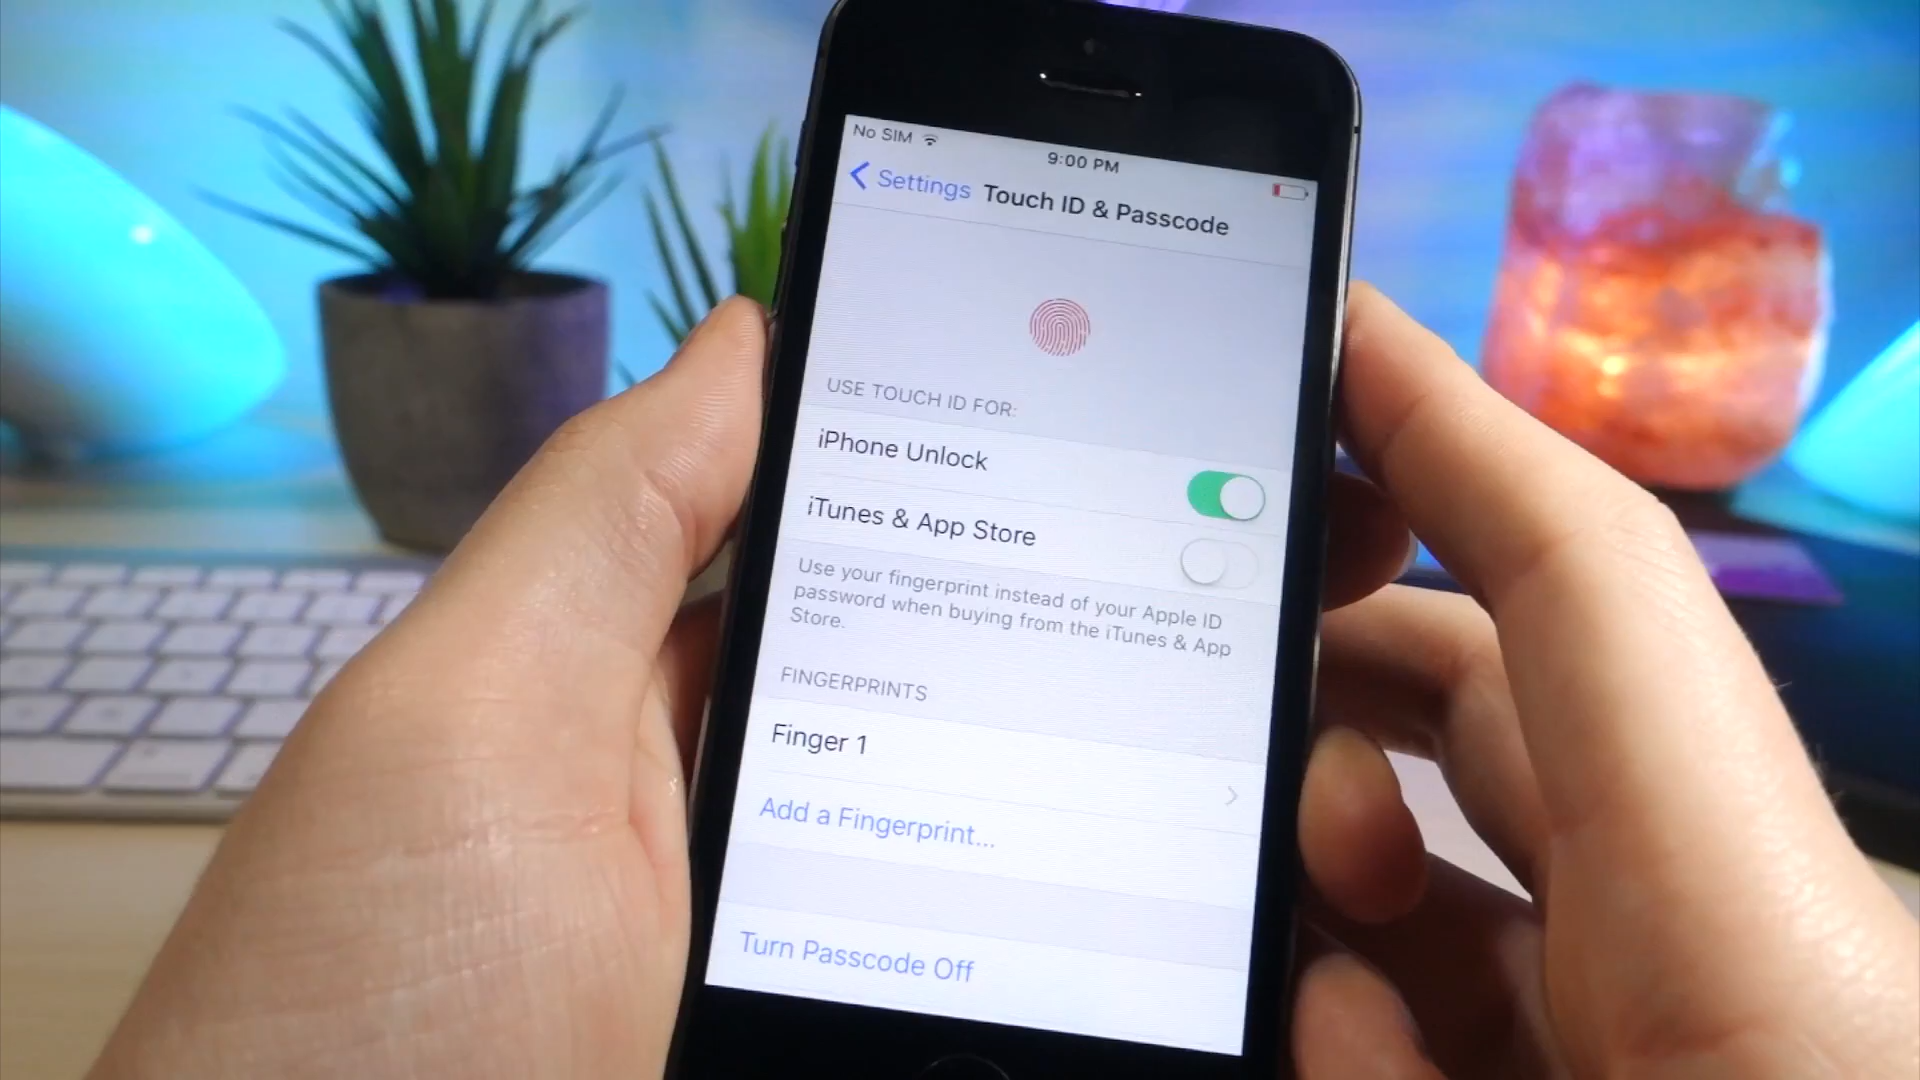 No SIM
9:00 PM
Settings
Touch ID & Passcode
USE TOUCH ID FOR:
iPhone Unlock
iTunes & App Store
Use your fingerprint instead of your Apple ID
password when buying from the iTunes & App
Store.
FINGERPRINTS
Finger 1
Add a Fingerprint...
Turn Passcode Off